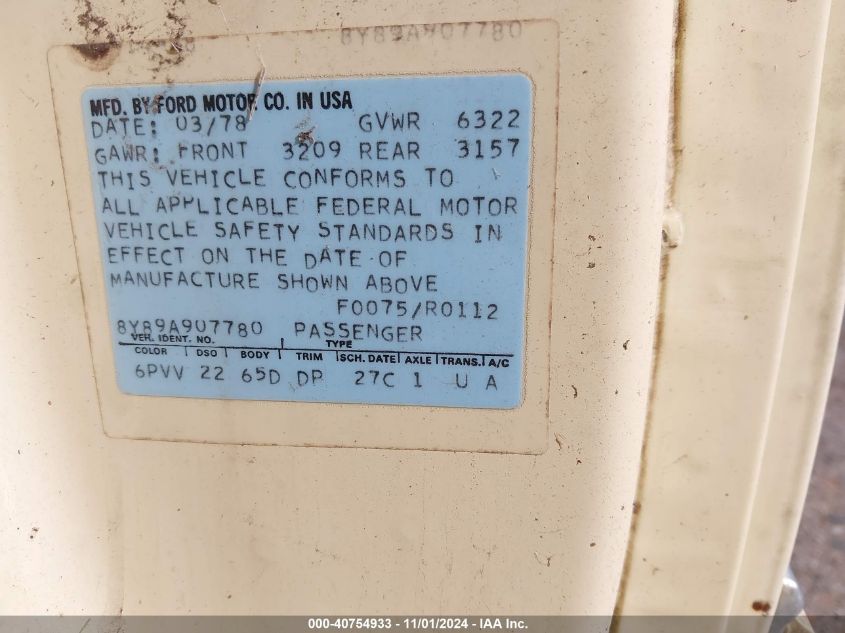 8Y89A907780
MFD. BY FORD MOTOR CO. IN USA
DATE: 03/78 GVWR 6322
GAWR: FRONT 3209 REAR 3157
THIS VEHICLE CONFORMS TO
ALL APPLICABLE FEDERAL MOTOR
VEHICLE SAFETY STANDARDS IN
EFFECT ON THE DATE OF
MANUFACTURE SHOWN ABOVE
F0075/R0112
8Y89A907780 PASSENGER
VEH. IDENT. NO. TYPE
COLOR DSO BODY TRIM SCH. DATE AXLE TRANS. A/C
6PVV 22 65D DP 27C 1 U A
000-40754933 - 11/01/2024 - IAA Inc.